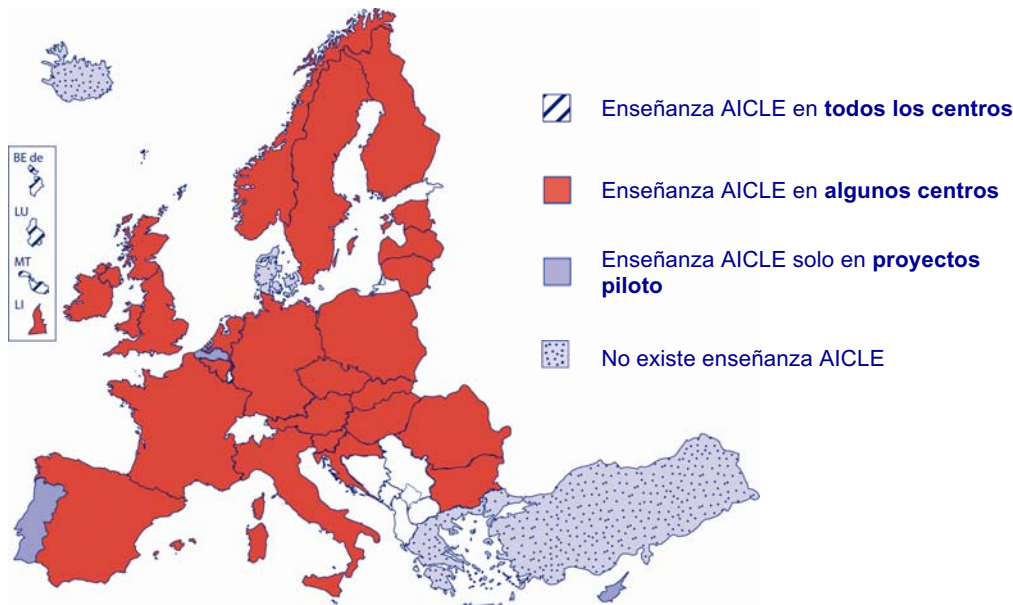 BE de
LU
MT
LI
Enseñanza AICLE en todos los centros
Enseñanza AICLE en algunos centros
Enseñanza AICLE solo en proyectos
piloto
No existe enseñanza AICLE